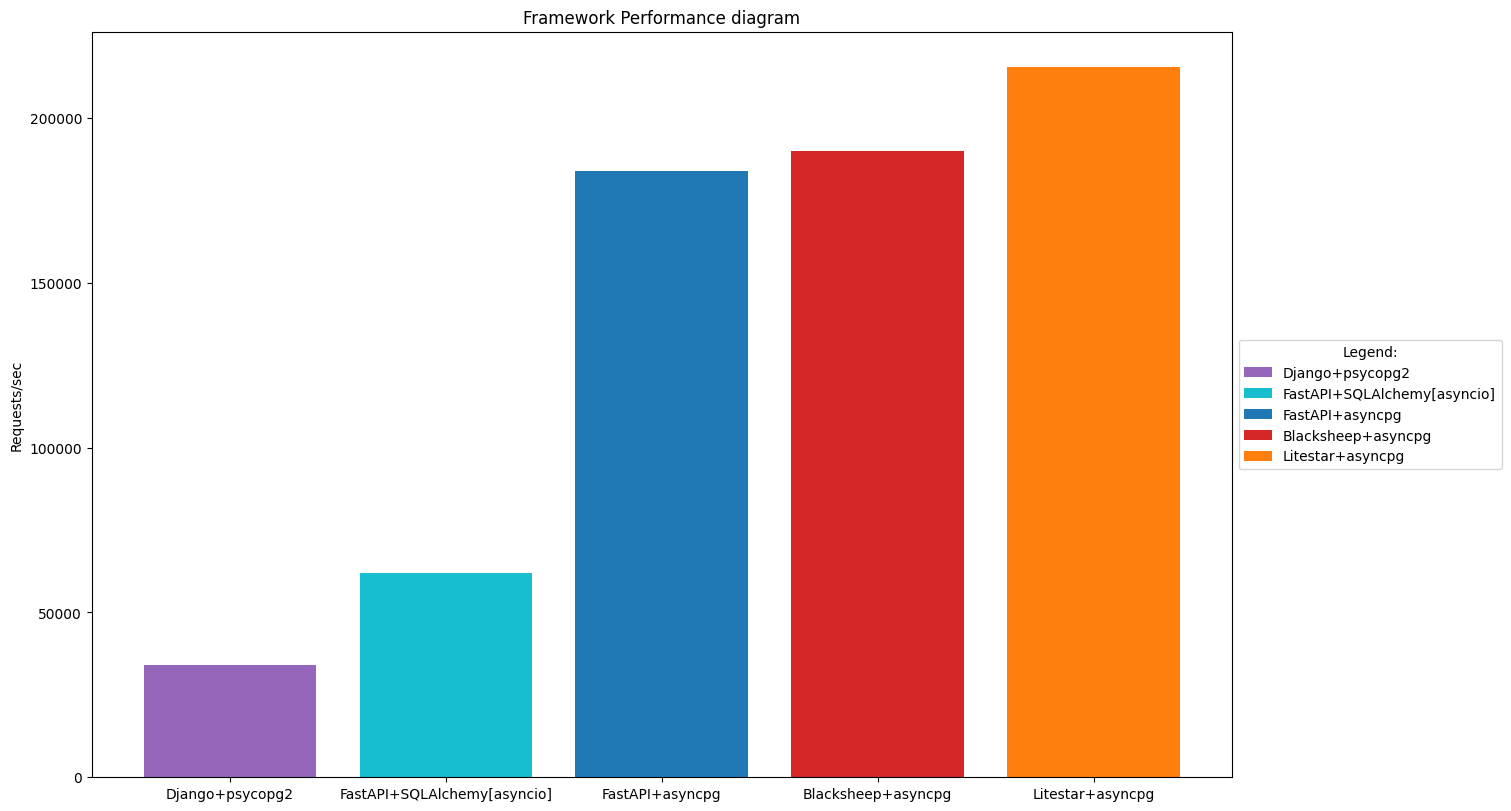 Framework Performance diagram
Requests/sec
200000
150000
100000
50000
0
Django+psycopg2
FastAPI+SQLAlchemy[asyncio]
FastAPI+asyncpg
Blacksheep+asyncpg
Litestar+asyncpg
Legend:
Django+psycopg2
FastAPI+SQLAlchemy[asyncio]
FastAPI+asyncpg
Blacksheep+asyncpg
Litestar+asyncpg